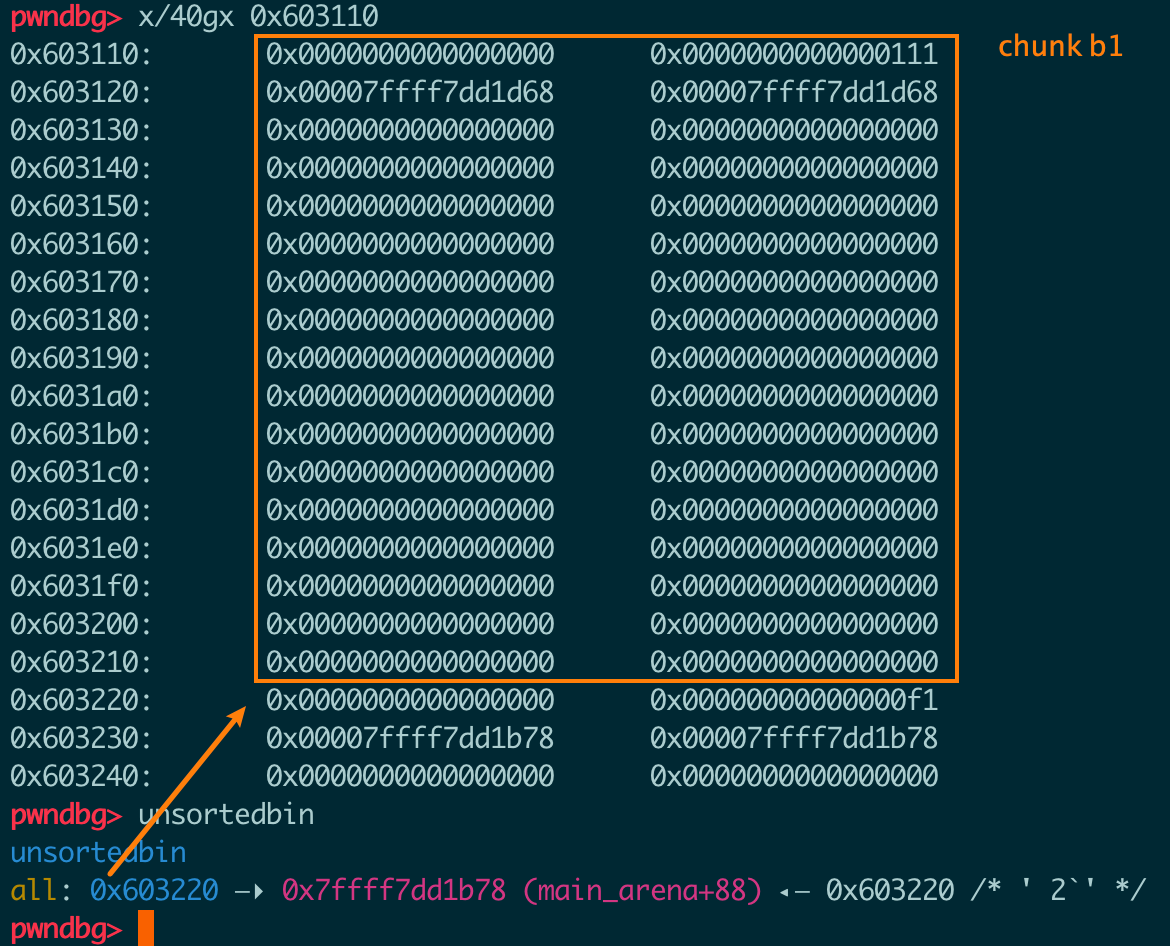 pwndbg> x/40gx 0x603110
0x603110: 0x0000000000000000 0x0000000000000111 chunk b1
0x603120: 0x00007ffff7dd1d68 0x00007ffff7dd1d68
0x603130: 0x0000000000000000 0x0000000000000000
0x603140: 0x0000000000000000 0x0000000000000000
0x603150: 0x0000000000000000 0x0000000000000000
0x603160: 0x0000000000000000 0x0000000000000000
0x603170: 0x0000000000000000 0x0000000000000000
0x603180: 0x0000000000000000 0x0000000000000000
0x603190: 0x0000000000000000 0x0000000000000000
0x6031a0: 0x0000000000000000 0x0000000000000000
0x6031b0: 0x0000000000000000 0x0000000000000000
0x6031c0: 0x0000000000000000 0x0000000000000000
0x6031d0: 0x0000000000000000 0x0000000000000000
0x6031e0: 0x0000000000000000 0x0000000000000000
0x6031f0: 0x0000000000000000 0x0000000000000000
0x603200: 0x0000000000000000 0x0000000000000000
0x603210: 0x0000000000000000 0x0000000000000000
0x603220: 0x0000000000000000 0x00000000000000f1
0x603230: 0x00007ffff7dd1b78 0x00007ffff7dd1b78
0x603240: 0x0000000000000000 0x0000000000000000
pwndbg> unsortedbin
unsortedbin
all: 0x603220 —▸ 0x7ffff7dd1b78 (main_arena+88) ◂— 0x603220 /* ' 2`' */
pwndbg>